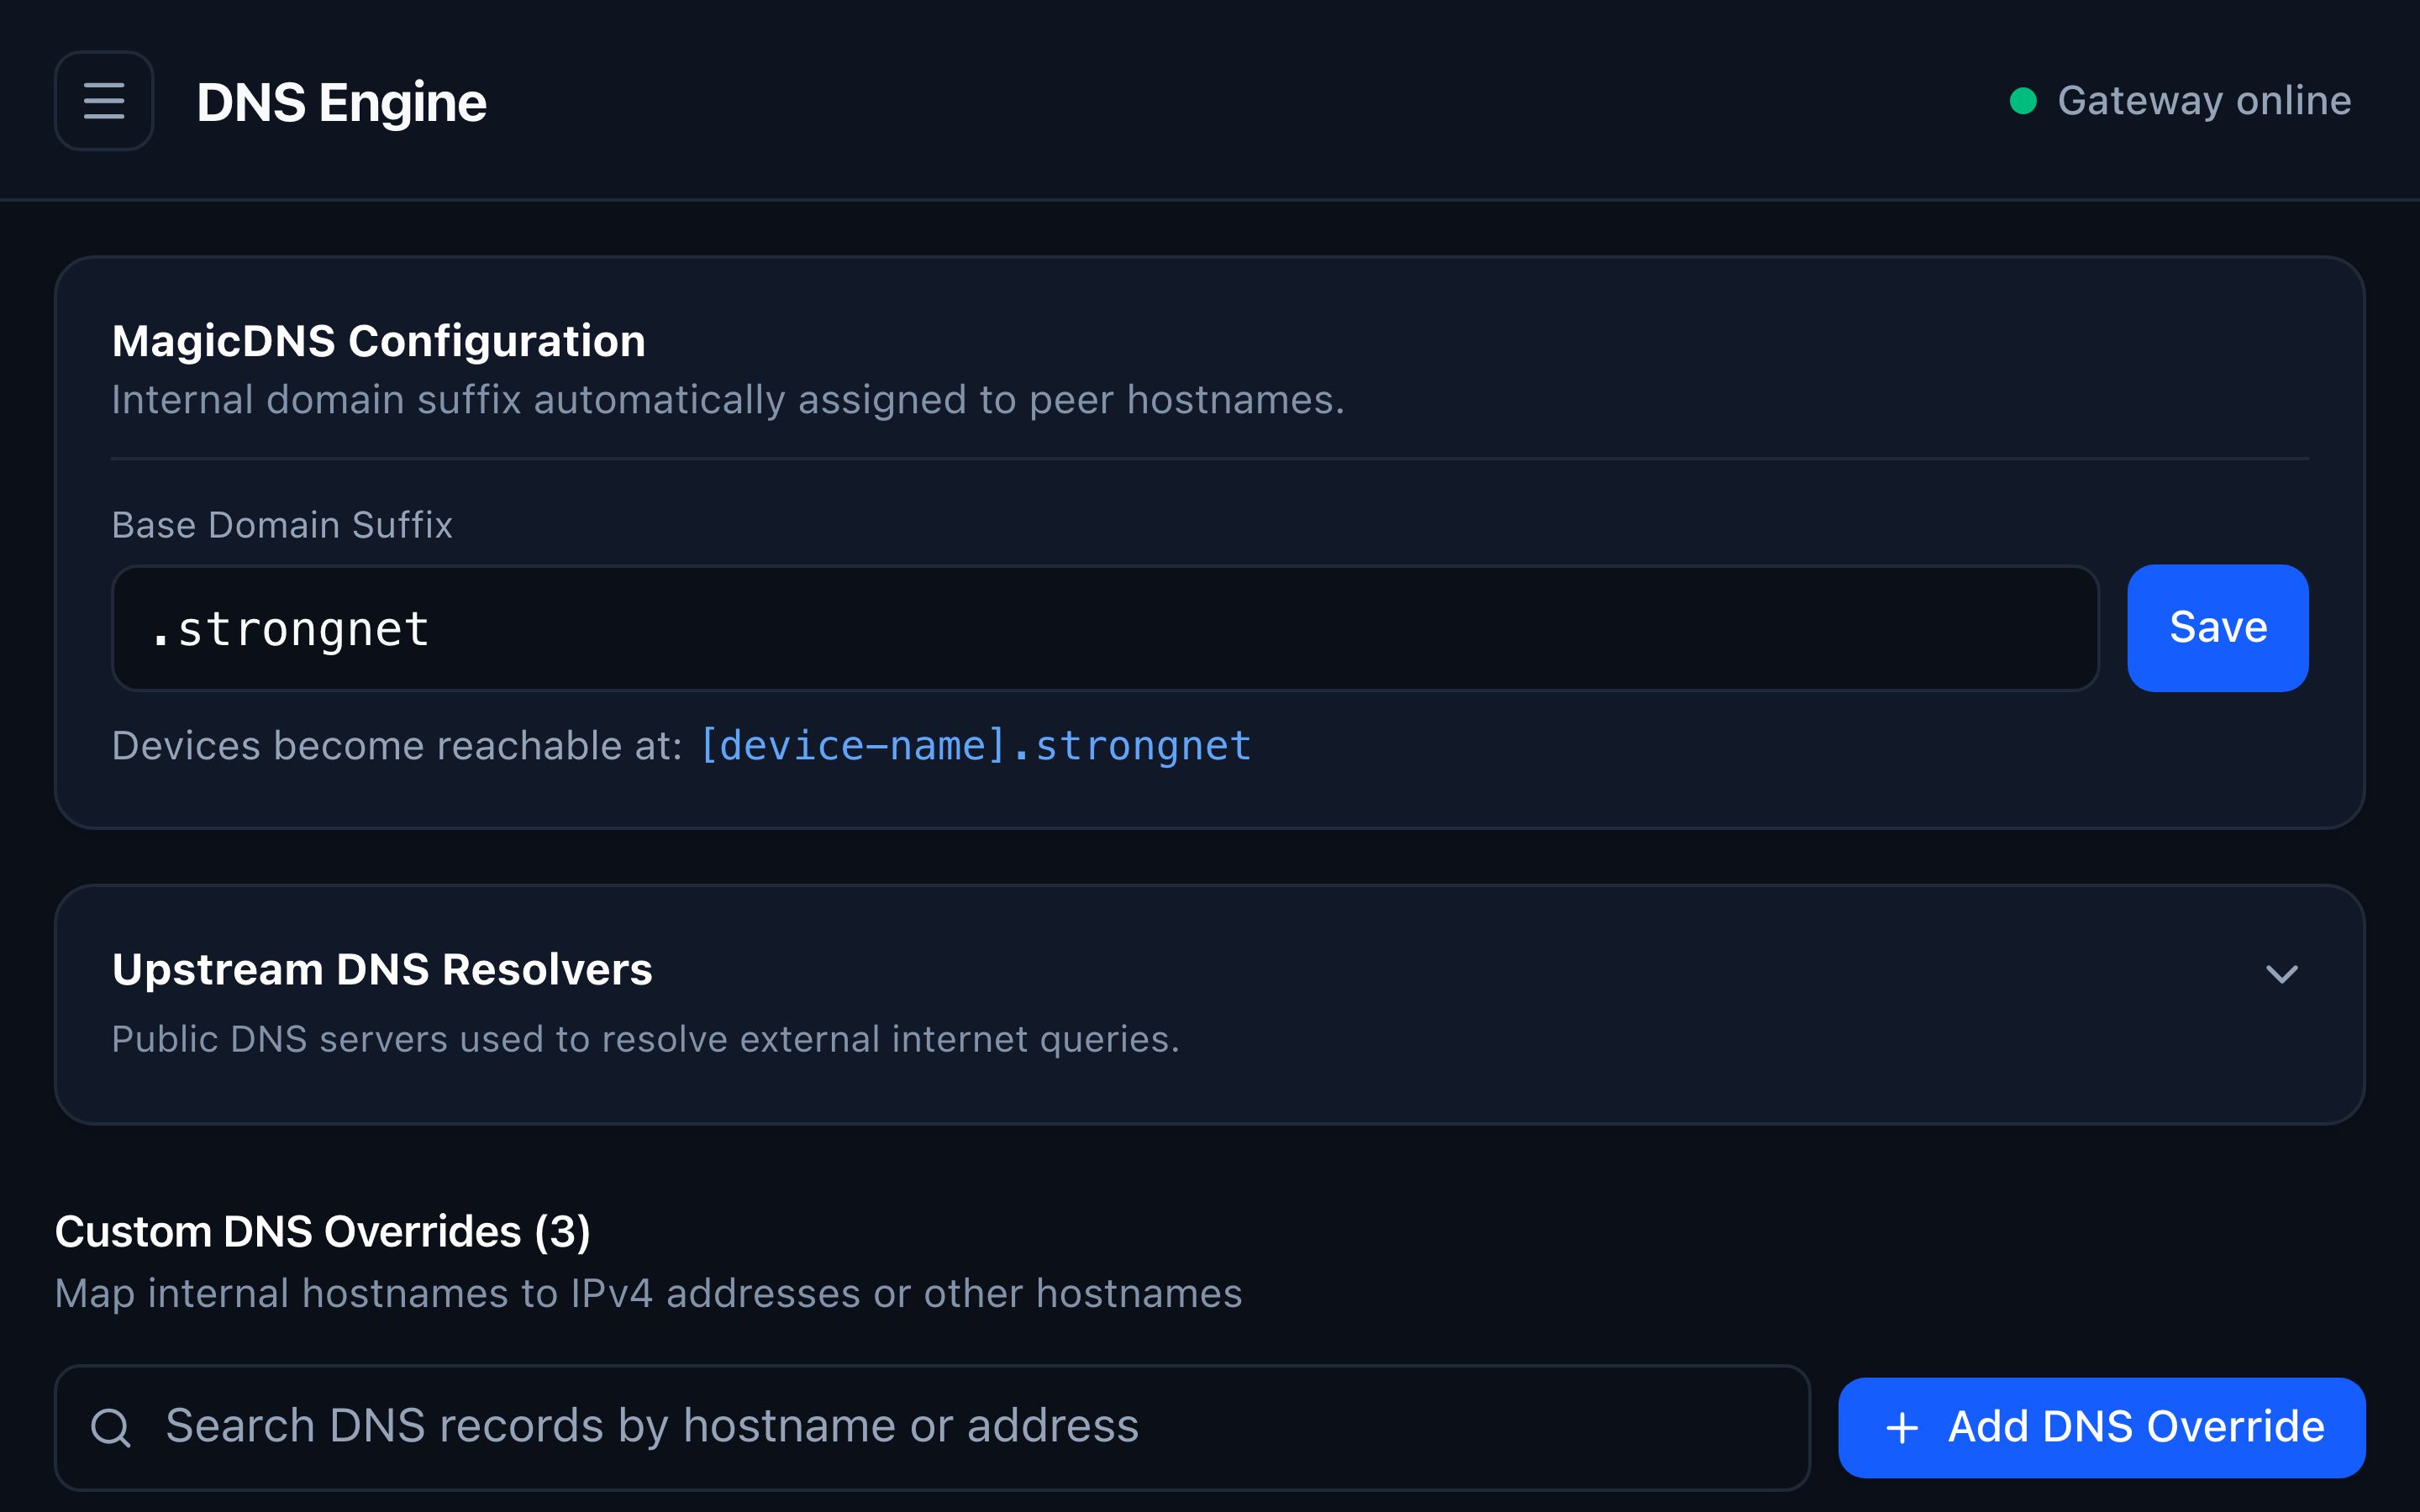 DNS Engine
Gateway online
MagicDNS Configuration
Internal domain suffix automatically assigned to peer hostnames.
Base Domain Suffix
.strongnet
Save
Devices become reachable at: [device-name].strongnet
Upstream DNS Resolvers
Public DNS servers used to resolve external internet queries.
Custom DNS Overrides (3)
Map internal hostnames to IPv4 addresses or other hostnames
Search DNS records by hostname or address
+ Add DNS Override